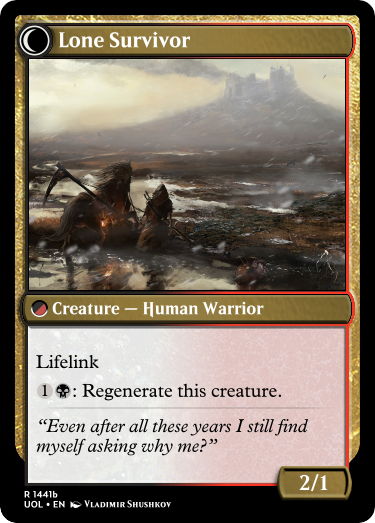 Lone Survivor
Creature — Human Warrior
Lifelink
1: Regenerate this creature.
“Even after all these years I still find
myself asking why me?”
2/1
R 1441b
UOL • EN Vladimir Shushkov